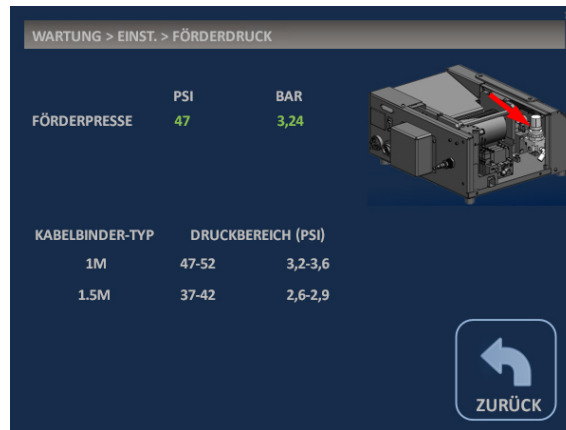 WARTUNG > EINST. > FÖRDERDRUCK
PSI BAR
FÖRDERPRESSE 47 3,24
KABELBINDER-TYP DRUCKBEREICH (PSI)
1M 47-52 3,2-3,6
1.5M 37-42 2,6-2,9
ZURÜCK